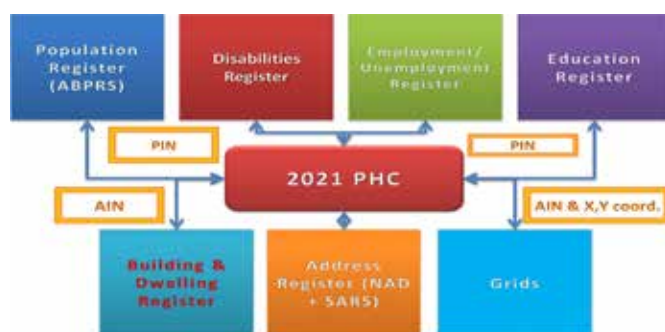 Population
Register
(ABPRS)
Disabilities
Register
Employment/
Unemployment
Register
Education
Register
PIN
PIN
2021 PHC
AIN
AIN & X,Y coord.
Building &
Dwelling
Register
Address
Register (NAD
+ SARS)
Grids